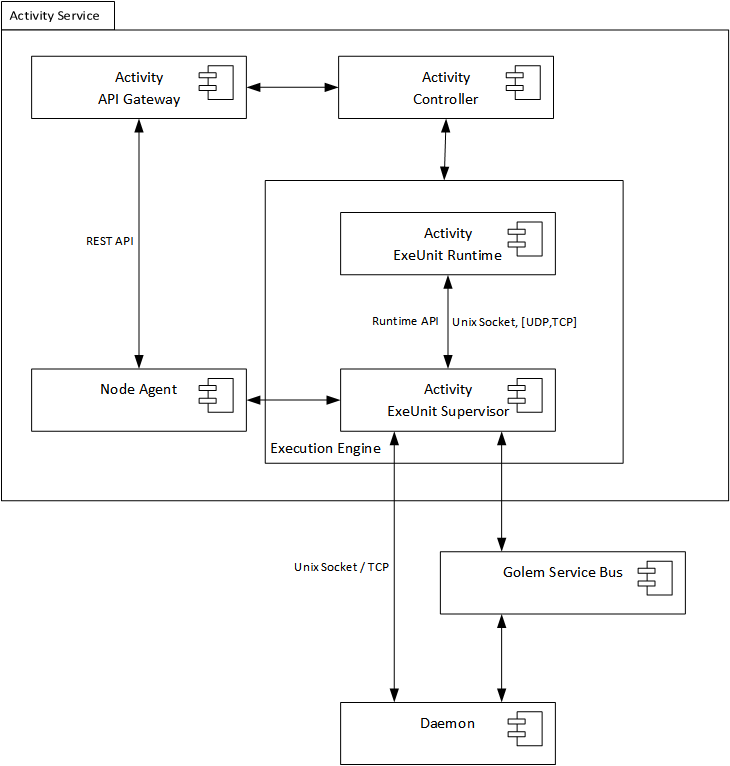 Activity Service
Activity
API Gateway
Activity
Controller
Activity
ExeUnit Runtime
REST API
Runtime API
Unix Socket, [UDP,TCP]
Node Agent
Activity
ExeUnit Supervisor
Execution Engine
Unix Socket / TCP
Golem Service Bus
Daemon